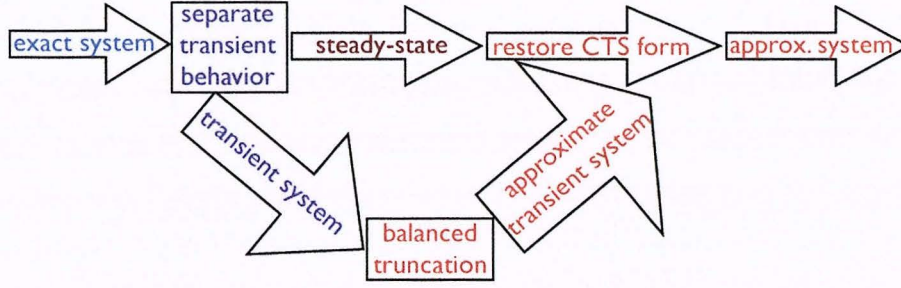 exact system
separate
transient
behavior
steady-state
restore CTS form
approx. system
transient system
balanced
truncation
approximate
transient system